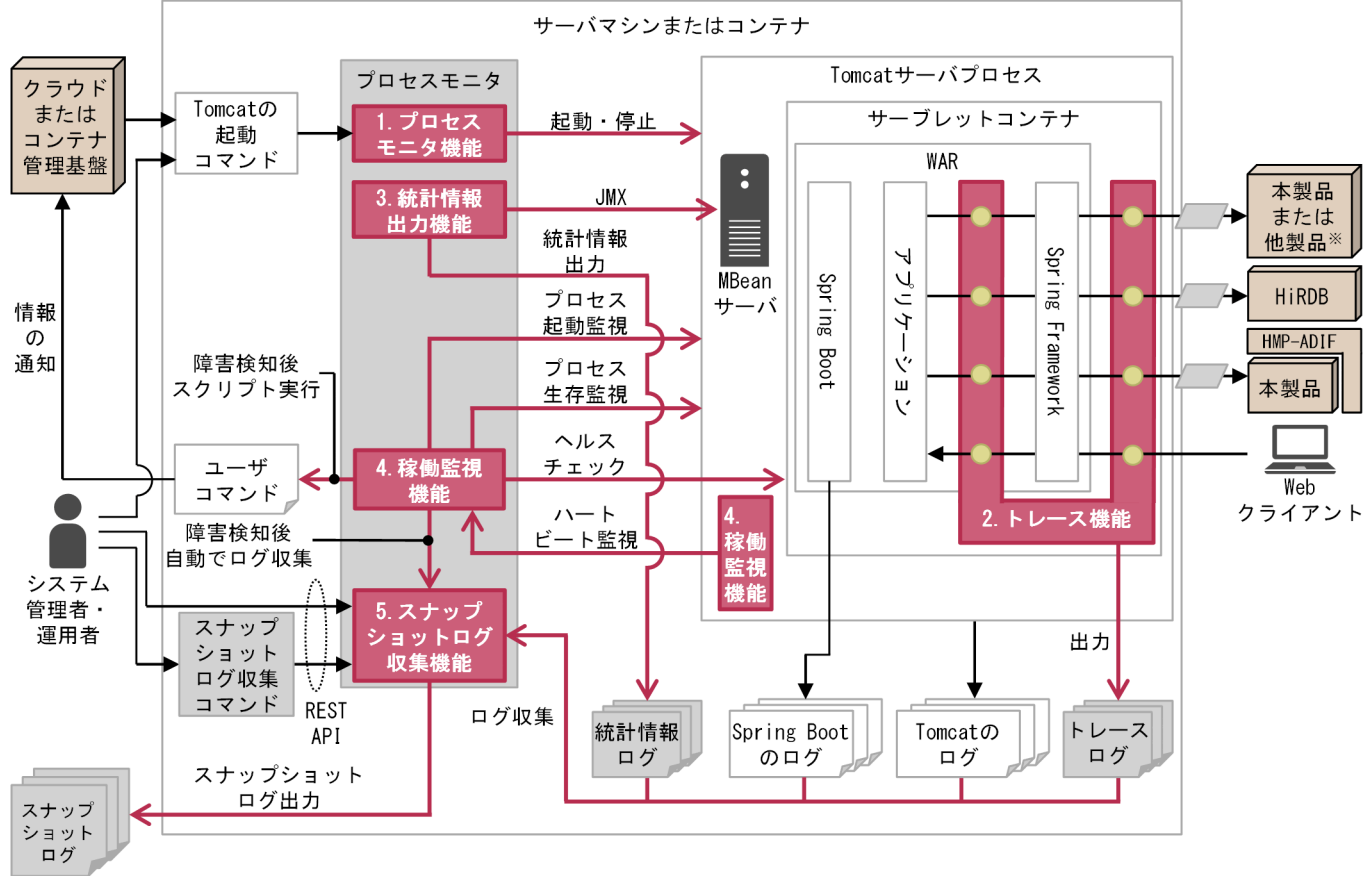 サーバマシンまたはコンテナ
クラウド
または
コンテナ
管理基盤
Tomcatの
起動
コマンド
プロセスモニタ
1.プロセス
モニタ機能
起動・停止
3.統計情報
出力機能
JMX
統計情報
出力
プロセス
起動監視
プロセス
生存監視
ヘルス
チェック
ハート
ビート監視
4.稼働監視
機能
障害検知後
スクリプト実行
情報
の
通知
ユーザ
コマンド
障害検知後
自動でログ収集
システム
管理者・
運用者
スナップ
ショット
ログ収集
コマンド
REST
API
5.スナップ
ショットログ
収集機能
ログ収集
スナップショット
ログ出力
スナップ
ショット
ログ
Tomcatサーバプロセス
サーブレットコンテナ
WAR
MBean
サーバ
Spring Boot
アプリケーション
Spring Framework
2.トレース機能
4.
稼働
監視
機能
出力
統計情報
ログ
Spring Boot
のログ
Tomcatの
ログ
トレース
ログ
本製品
または
他製品※
HiRDB
HMP-ADIF
本製品
Web
クライアント